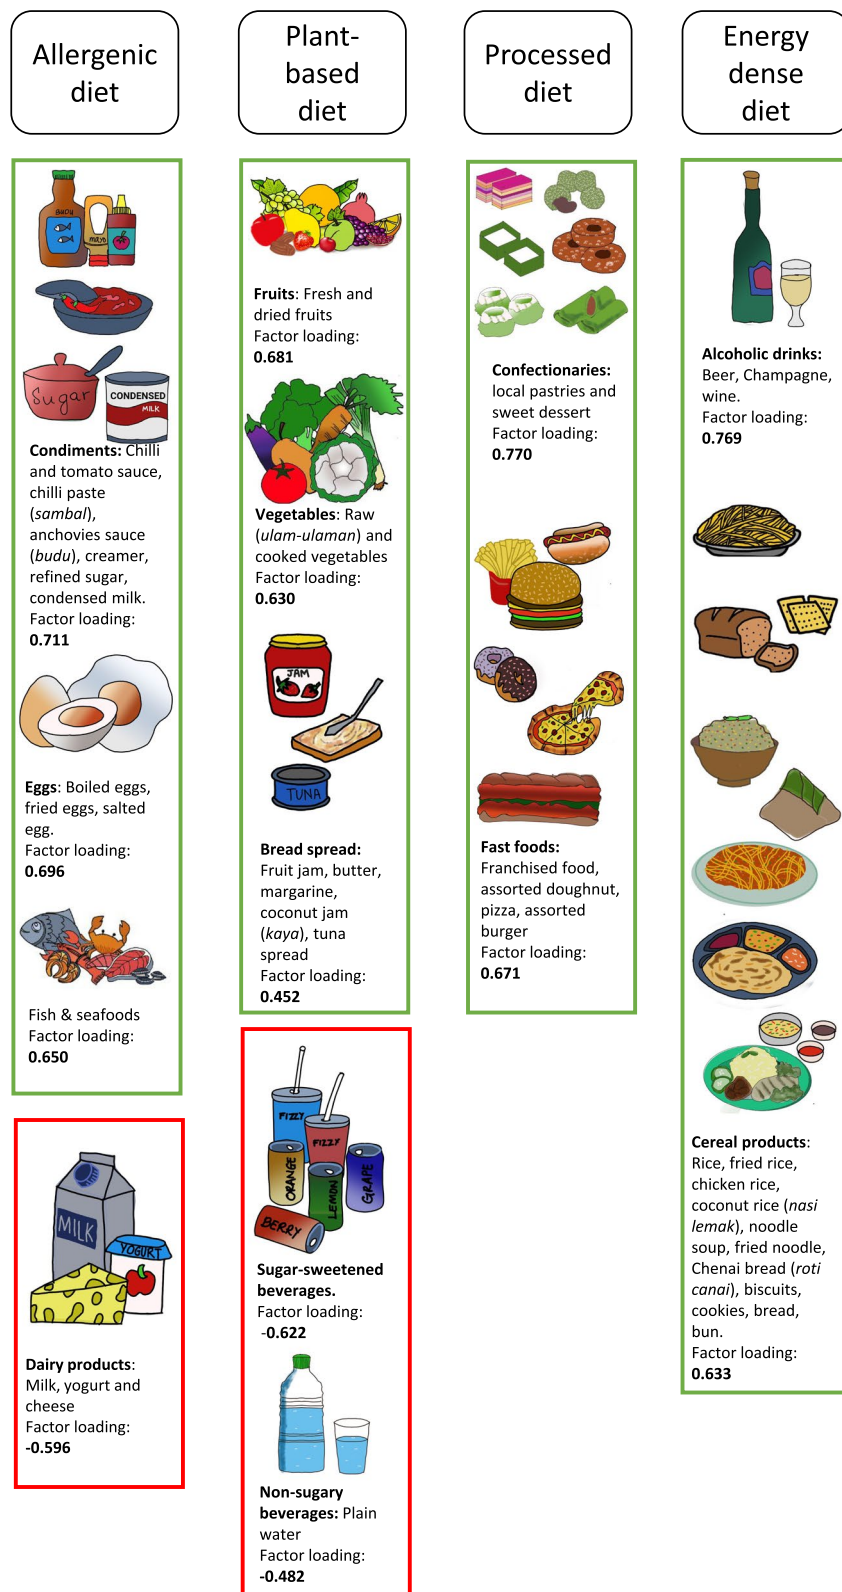 Allergenic
diet
Plant-
based
diet
Processed
diet
Energy
dense
diet
BUDU
mayo
Sugar
CONDENSED
MILK
Condiments: Chilli
and tomato sauce,
chilli paste
(sambal),
anchovies sauce
(budu), creamer,
refined sugar,
condensed milk.
Factor loading:
0.711
Eggs: Boiled eggs,
fried eggs, salted
egg.
Factor loading:
0.696
Fish & seafoods
Factor loading:
0.650
MILK
YOGURT
Dairy products:
Milk, yogurt and
cheese
Factor loading:
-0.596
Fruits: Fresh and
dried fruits
Factor loading:
0.681
Vegetables: Raw
(ulam-ulaman) and
cooked vegetables
Factor loading:
0.630
JAM
TUNA
Bread spread:
Fruit jam, butter,
margarine,
coconut jam
(kaya), tuna
spread
Factor loading:
0.452
FIZZY
FIZZY
ORANGE
LEMON
GRAPE
BERRY
Sugar-sweetened
beverages.
Factor loading:
-0.622
Non-sugary
beverages: Plain
water
Factor loading:
-0.482
Confectionaries:
local pastries and
sweet dessert
Factor loading:
0.770
Fast foods:
Franchised food,
assorted doughnut,
pizza, assorted
burger
Factor loading:
0.671
Alcoholic drinks:
Beer, Champagne,
wine.
Factor loading:
0.769
Cereal products:
Rice, fried rice,
chicken rice,
coconut rice (nasi
lemak), noodle
soup, fried noodle,
Chenai bread (roti
canai), biscuits,
cookies, bread,
bun.
Factor loading:
0.633